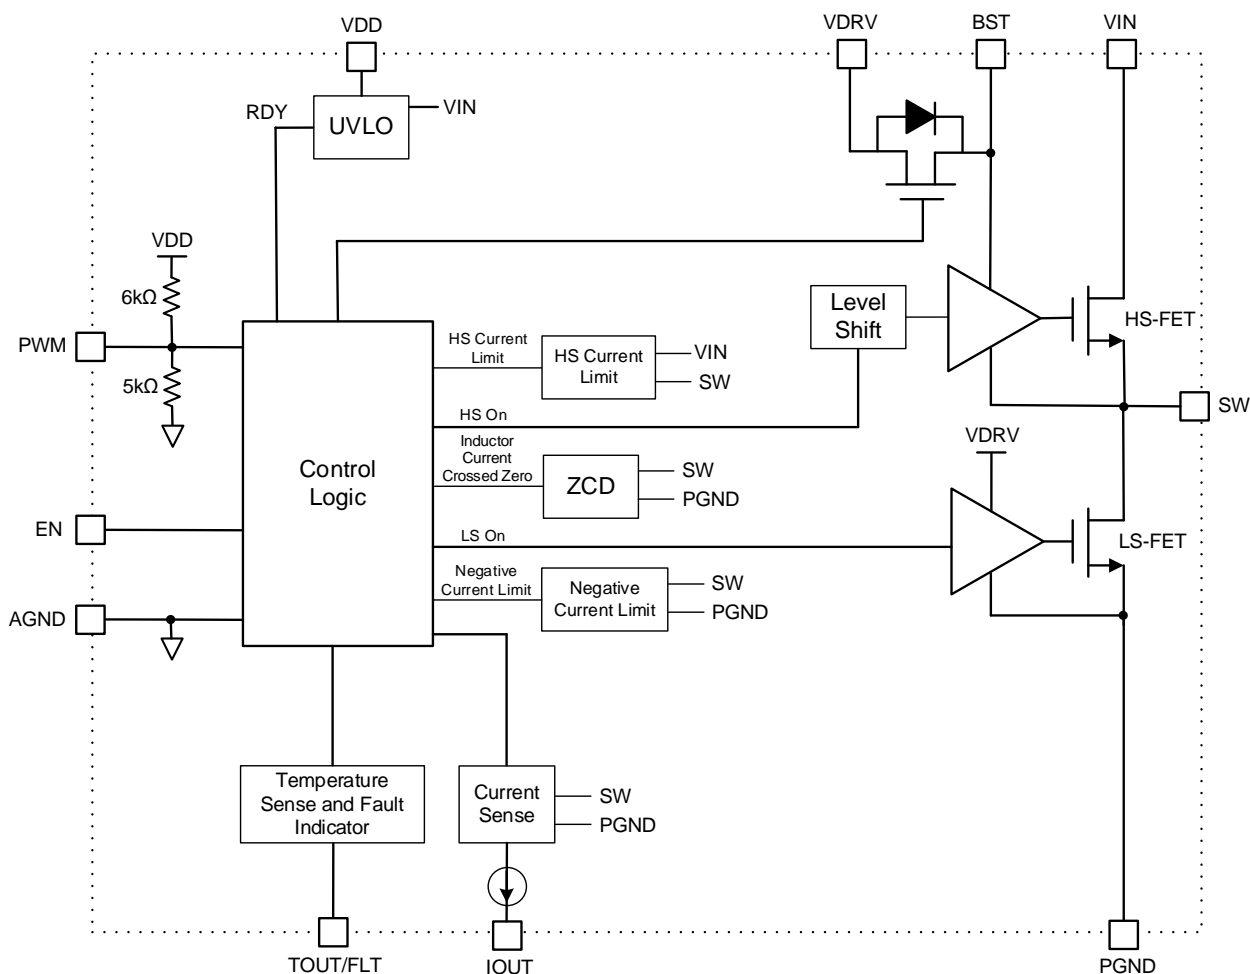 VDD
VDRV
BST
VIN
RDY
UVLO
VIN
VDD
6kΩ
PWM
5kΩ
Level
Shift
HS-FET
HS Current
Limit
HS Current
Limit
VIN
SW
SW
HS On
Control
Logic
Inductor
Current
Crossed Zero
ZCD
SW
PGND
VDRV
EN
LS On
LS-FET
Negative
Current Limit
Negative
Current Limit
SW
PGND
AGND
Temperature
Sense and Fault
Indicator
Current
Sense
SW
PGND
TOUT/FLT
IOUT
PGND